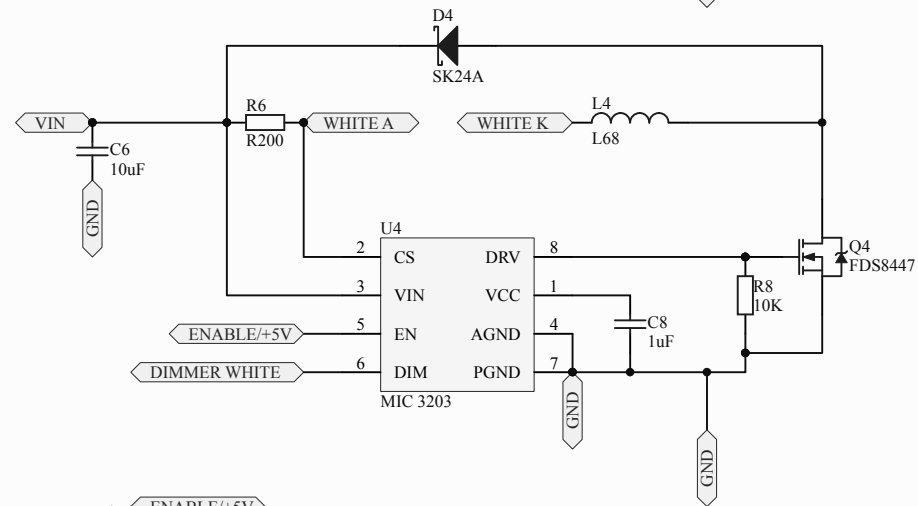 D4
SK24A
VIN
R6
R200
WHITE A
WHITE K
L4
L68
C6
10uF
GND
U4
2
CS
DRV
8
3
VIN
VCC
1
5
EN
AGND
4
6
DIM
PGND
7
MIC 3203
ENABLE/+5V
DIMMER WHITE
Q4
FDS8447
R8
10K
C8
1uF
GND
GND
ENABLE/+5V